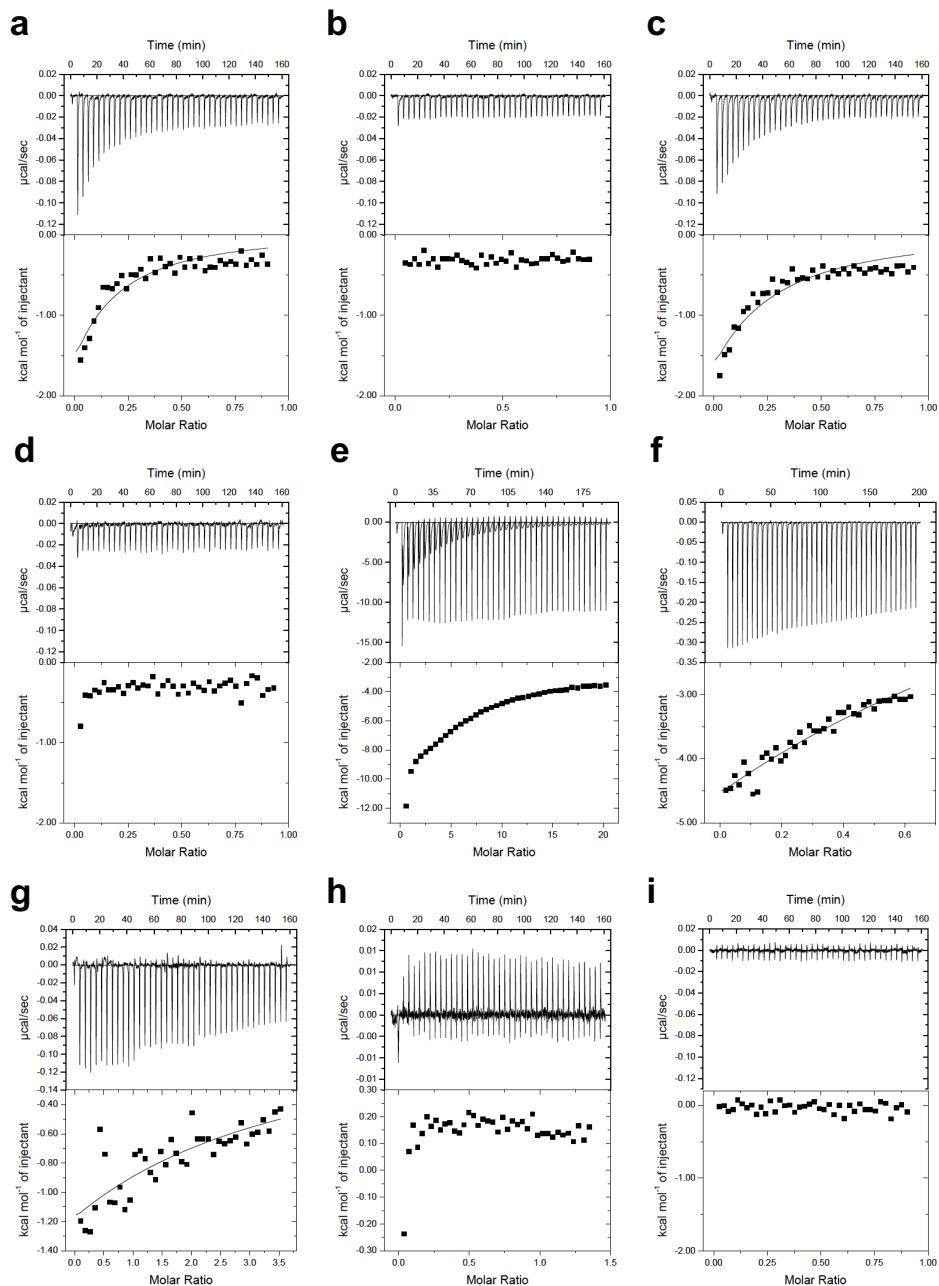 a
Time (min)
0 20 40 60 80 100 120 140 160
0.02
0.00
-0.02
-0.04
-0.06
-0.08
-0.10
-0.12
µcal/sec
0.00
-1.00
-2.00
kcal mol⁻¹ of injectant
0.00 0.25 0.50 0.75 1.00
Molar Ratio
b
Time (min)
0 20 40 60 80 100 120 140 160
0.02
0.00
-0.02
-0.04
-0.06
-0.08
-0.10
-0.12
µcal/sec
0.00
-1.00
-2.00
kcal mol⁻¹ of injectant
0.0 0.5 1.0
Molar Ratio
c
Time (min)
0 20 40 60 80 100 120 140 160
0.02
0.00
-0.02
-0.04
-0.06
-0.08
-0.10
-0.12
µcal/sec
0.00
-1.00
-2.00
kcal mol⁻¹ of injectant
0.00 0.25 0.50 0.75 1.00
Molar Ratio
d
Time (min)
0 20 40 60 80 100 120 140 160
0.02
0.00
-0.02
-0.04
-0.06
-0.08
-0.10
-0.12
µcal/sec
0.00
-1.00
-2.00
kcal mol⁻¹ of injectant
0.00 0.25 0.50 0.75 1.00
Molar Ratio
e
Time (min)
0 35 70 105 140 175
0.00
-5.00
-10.00
-15.00
µcal/sec
-2.00
-4.00
-6.00
-8.00
-10.00
-12.00
kcal mol⁻¹ of injectant
0 5 10 15 20
Molar Ratio
f
Time (min)
0 50 100 150 200
0.05
0.00
-0.05
-0.10
-0.15
-0.20
-0.25
-0.30
-0.35
µcal/sec
-3.00
-4.00
-5.00
kcal mol⁻¹ of injectant
0.0 0.2 0.4 0.6
Molar Ratio
g
Time (min)
0 20 40 60 80 100 120 140 160
0.04
0.02
0.00
-0.02
-0.04
-0.06
-0.08
-0.10
-0.12
-0.14
µcal/sec
-0.40
-0.60
-0.80
-1.00
-1.20
-1.40
kcal mol⁻¹ of injectant
0.0 0.5 1.0 1.5 2.0 2.5 3.0 3.5
Molar Ratio
h
Time (min)
0 20 40 60 80 100 120 140 160
0.02
0.01
0.01
0.01
0.00
-0.00
-0.01
-0.01
µcal/sec
0.30
0.20
0.10
0.00
-0.10
-0.20
-0.30
kcal mol⁻¹ of injectant
0.0 0.5 1.0 1.5
Molar Ratio
i
Time (min)
0 20 40 60 80 100 120 140 160
0.02
0.00
-0.02
-0.04
-0.06
-0.08
-0.10
-0.12
µcal/sec
0.00
-1.00
-2.00
kcal mol⁻¹ of injectant
0.00 0.25 0.50 0.75 1.00
Molar Ratio